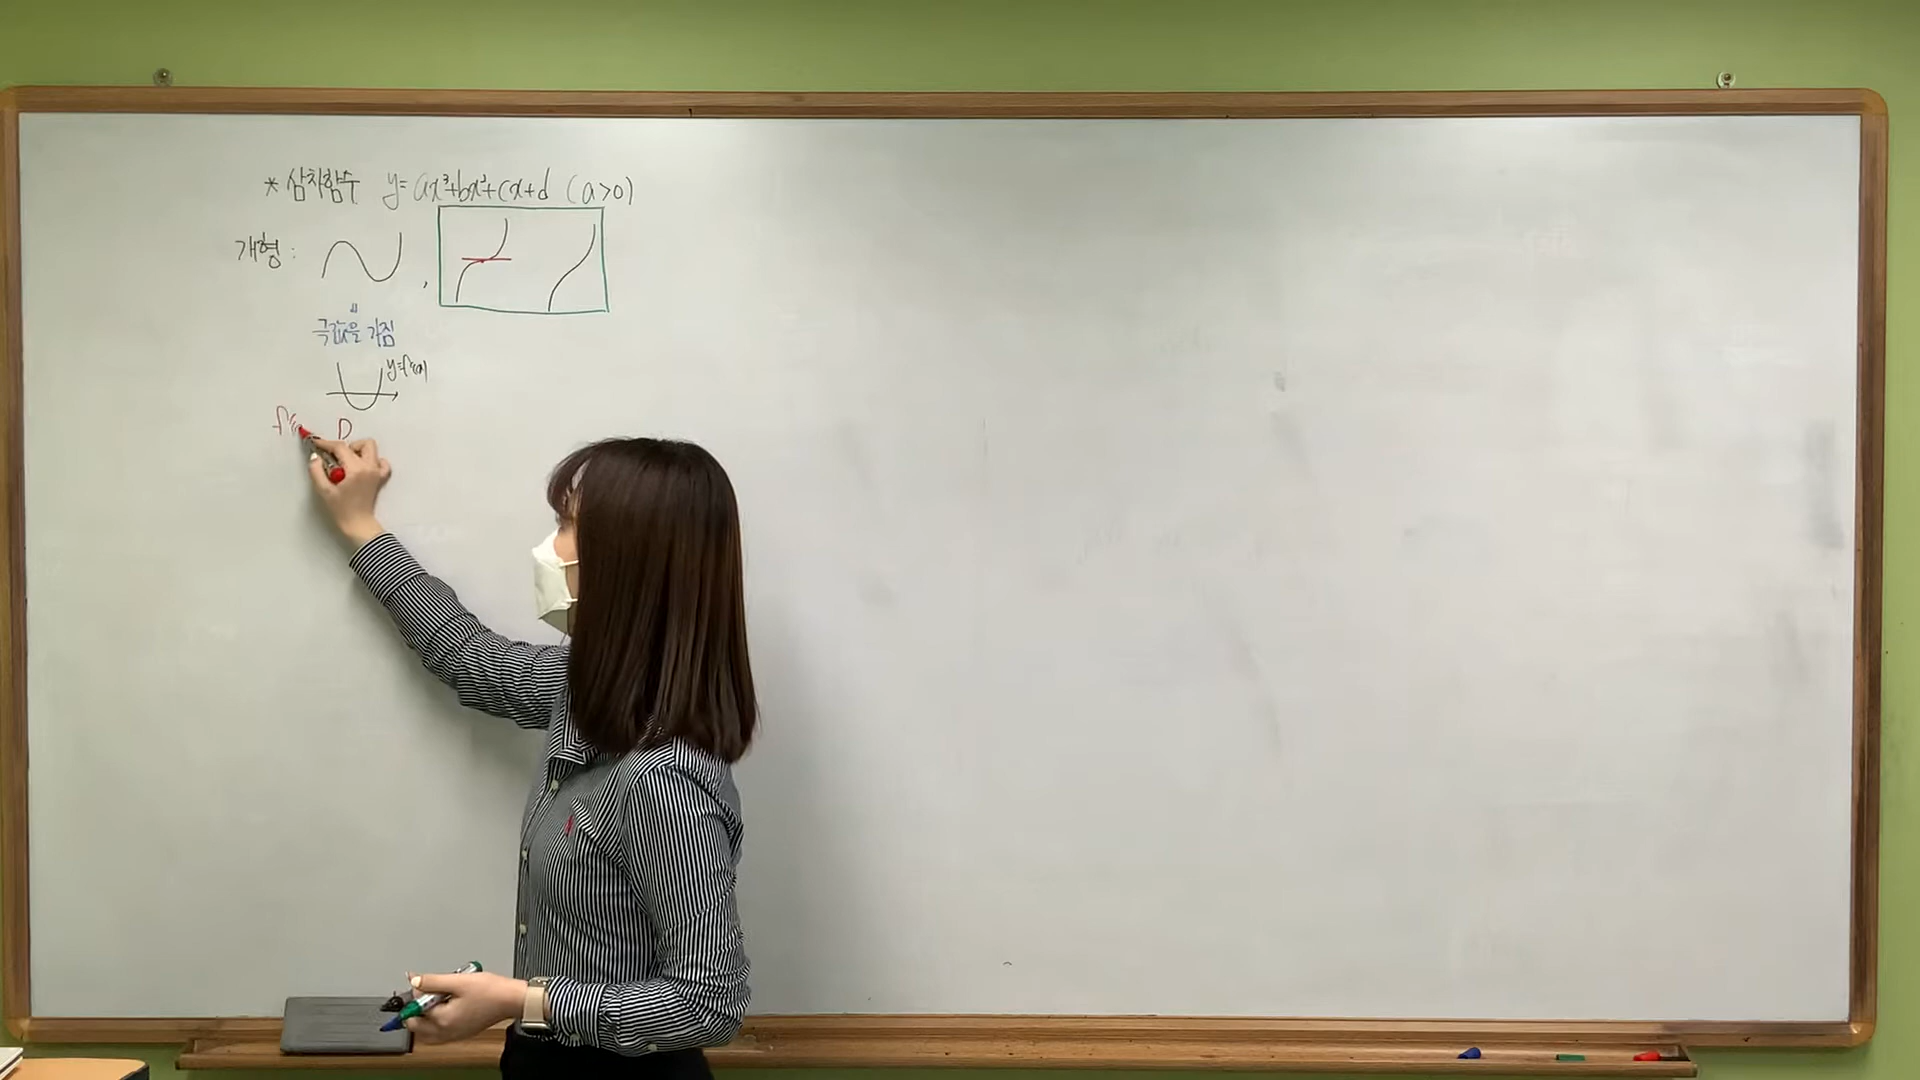 * 삼차함수 y=ax³+bx²+cx+d (a>0)
개형 : ,
극값을 가짐
y=f'(x)
f'( D